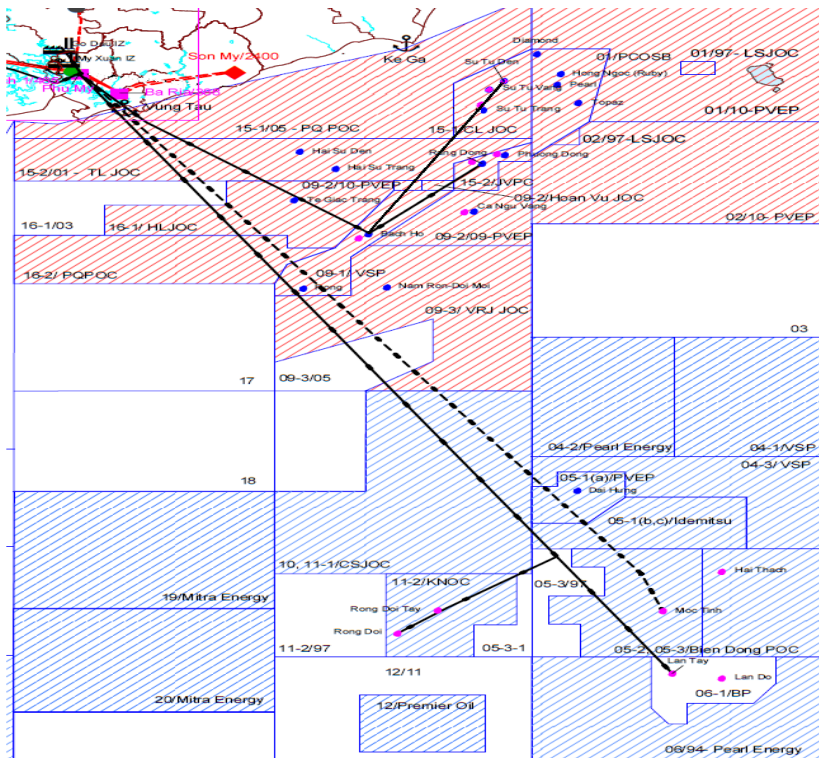 Diamond
Do Dau IZ
My Xuan IZ
Son My/2400
Ke Ga
Su Tu Den
01/PCOSB
01/97- LSJOC
Hong Ngoc (Ruby)
Phu My
Ba Ria/388
Vung Tau
Su Tu Vang
Pearl
Su Tu Trang
Topaz
01/10-PVEP
15-1/05 - PQ POC
15-1/CL JOC
02/97-LSJOC
Hai Su Den
Rang Dong
Phuong Dong
15-2/01 - TL JOC
Hai Su Trang
09-2/10-PVEP
15-2/JVPC
09-2/Hoan Vu JOC
Te Giac Trang
Ca Ngu Vang
02/10- PVEP
16-1/03
16-1/ HLJOC
Bach Ho
09-2/09-PVEP
16-2/ PQPOC
09-1/ VSP
Rong
Nam Ron-Doi Moi
09-3/ VRJ JOC
03
17
09-3/05
04-2/Pearl Energy
04-1/VSP
04-3/ VSP
18
05-1(a)/PVEP
Dai Hung
05-1(b,c)/Idemitsu
10, 11-1/CSJOC
11-2/KNOC
05-3/97
Hai Thach
19/Mitra Energy
Rong Doi Tay
Moc Tinh
Rong Doi
11-2/97
05-3-1
05-2, 05-3/Bien Dong POC
Lan Tay
12/11
Lan Do
20/Mitra Energy
06-1/BP
12/Premier Oil
06/94- Pearl Energy